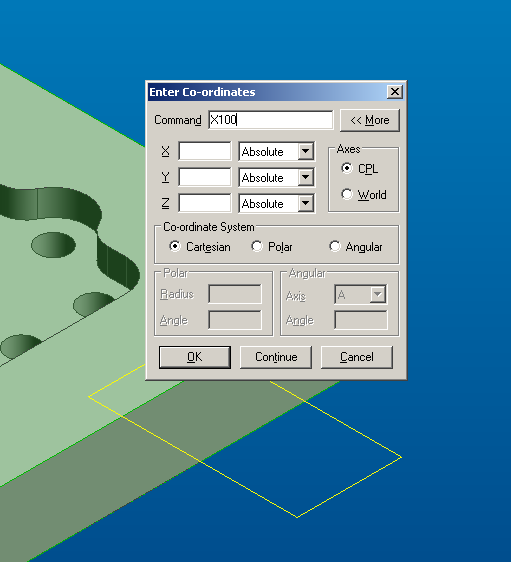 Enter Co-ordinates
Command X100 << More
X Absolute
Y Absolute
Z Absolute
Axes
CPL
World
Co-ordinate System
Cartesian Polar Angular
Polar
Radius
Angle
Angular
Axis A
Angle
OK Continue Cancel